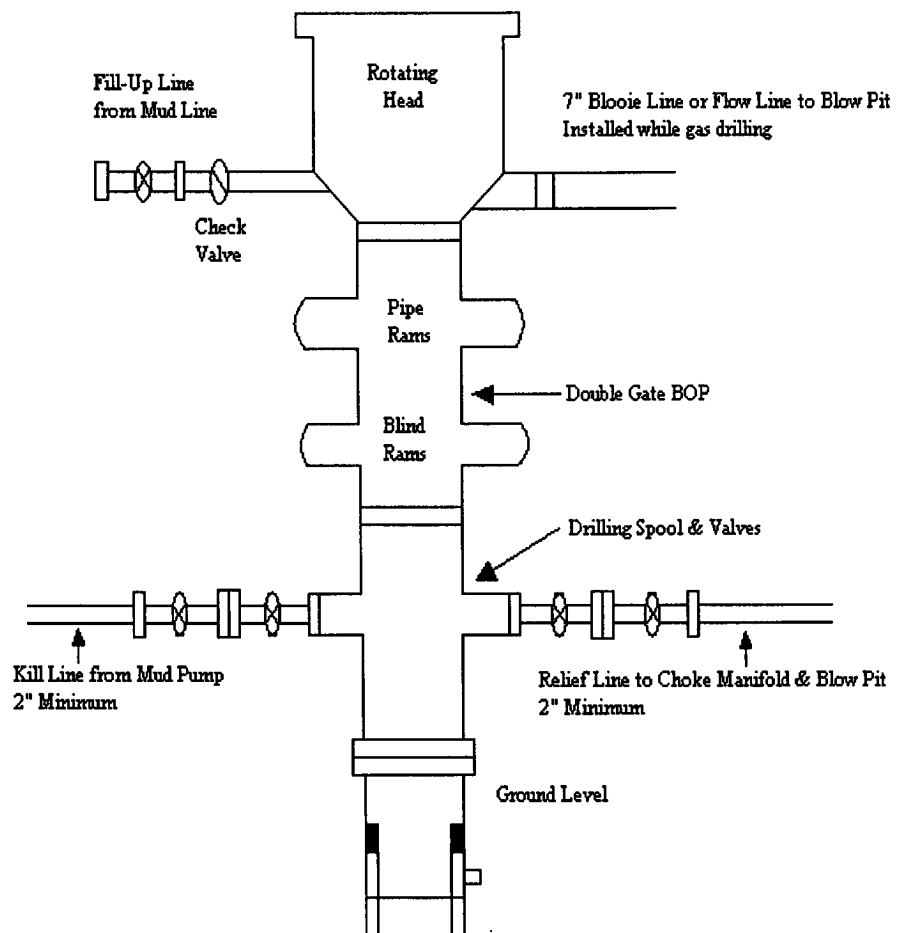 Rotating
Head
Fill-Up Line
from Mud Line
7" Blooie Line or Flow Line to Blow Pit
Installed while gas drilling
Check
Valve
Pipe
Rams
Double Gate BOP
Blind
Rams
Drilling Spool & Valves
Kill Line from Mud Pump
2" Minimum
Relief Line to Choke Manifold & Blow Pit
2" Minimum
Ground Level